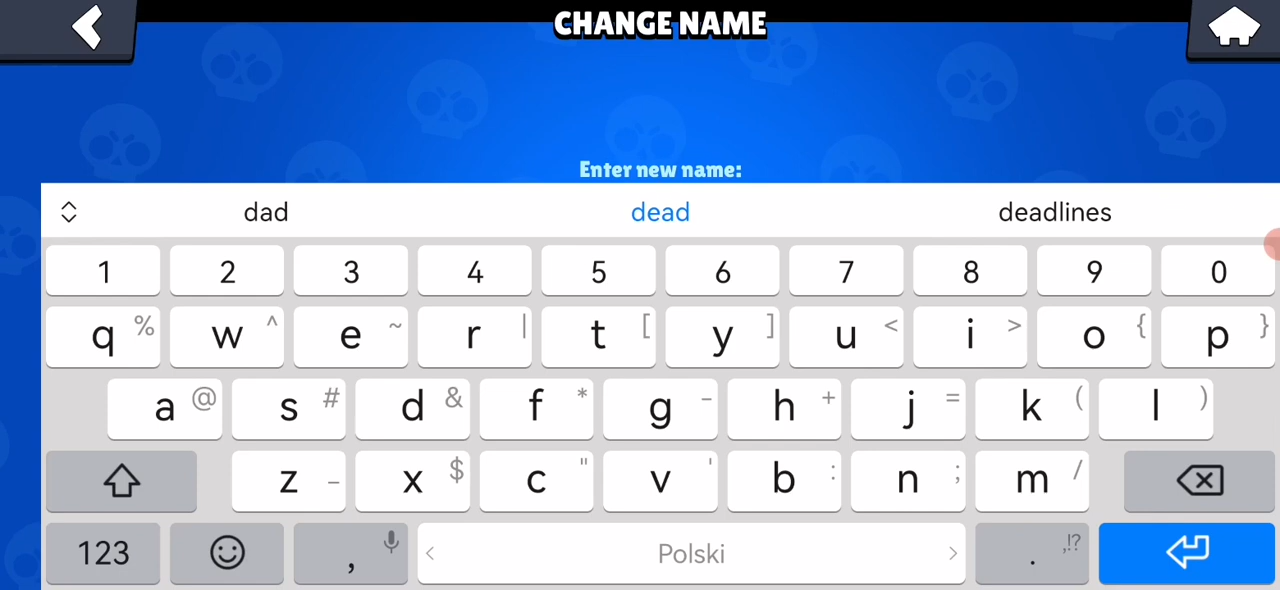 CHANGE NAME
Enter new name:
dad dead deadlines
1 2 3 4 5 6 7 8 9 0
q % w ^ e ~ r | t [ y ] u < i > o { p }
a @ s # d & f * g - h + j = k ( l )
z _ x $ c " v ' b : n ; m /
123 , < Polski > . ,!?